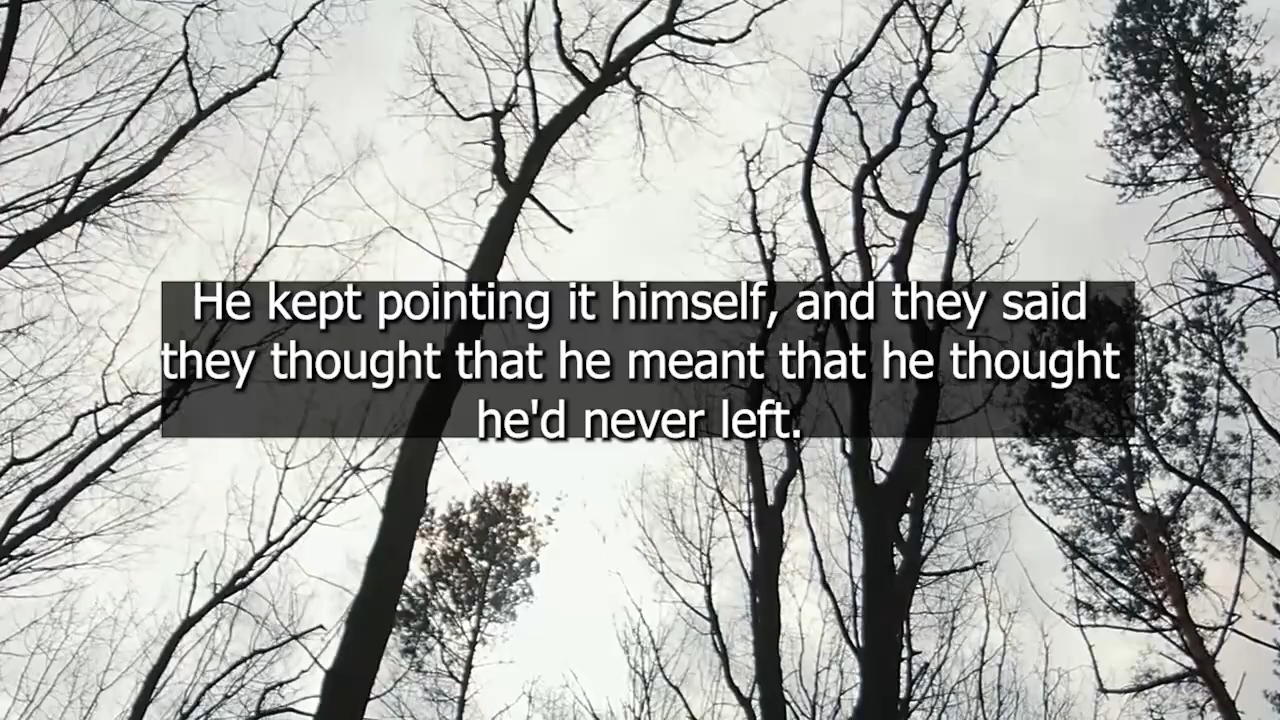 He kept pointing it himself, and they said
they thought that he meant that he thought
he'd never left.